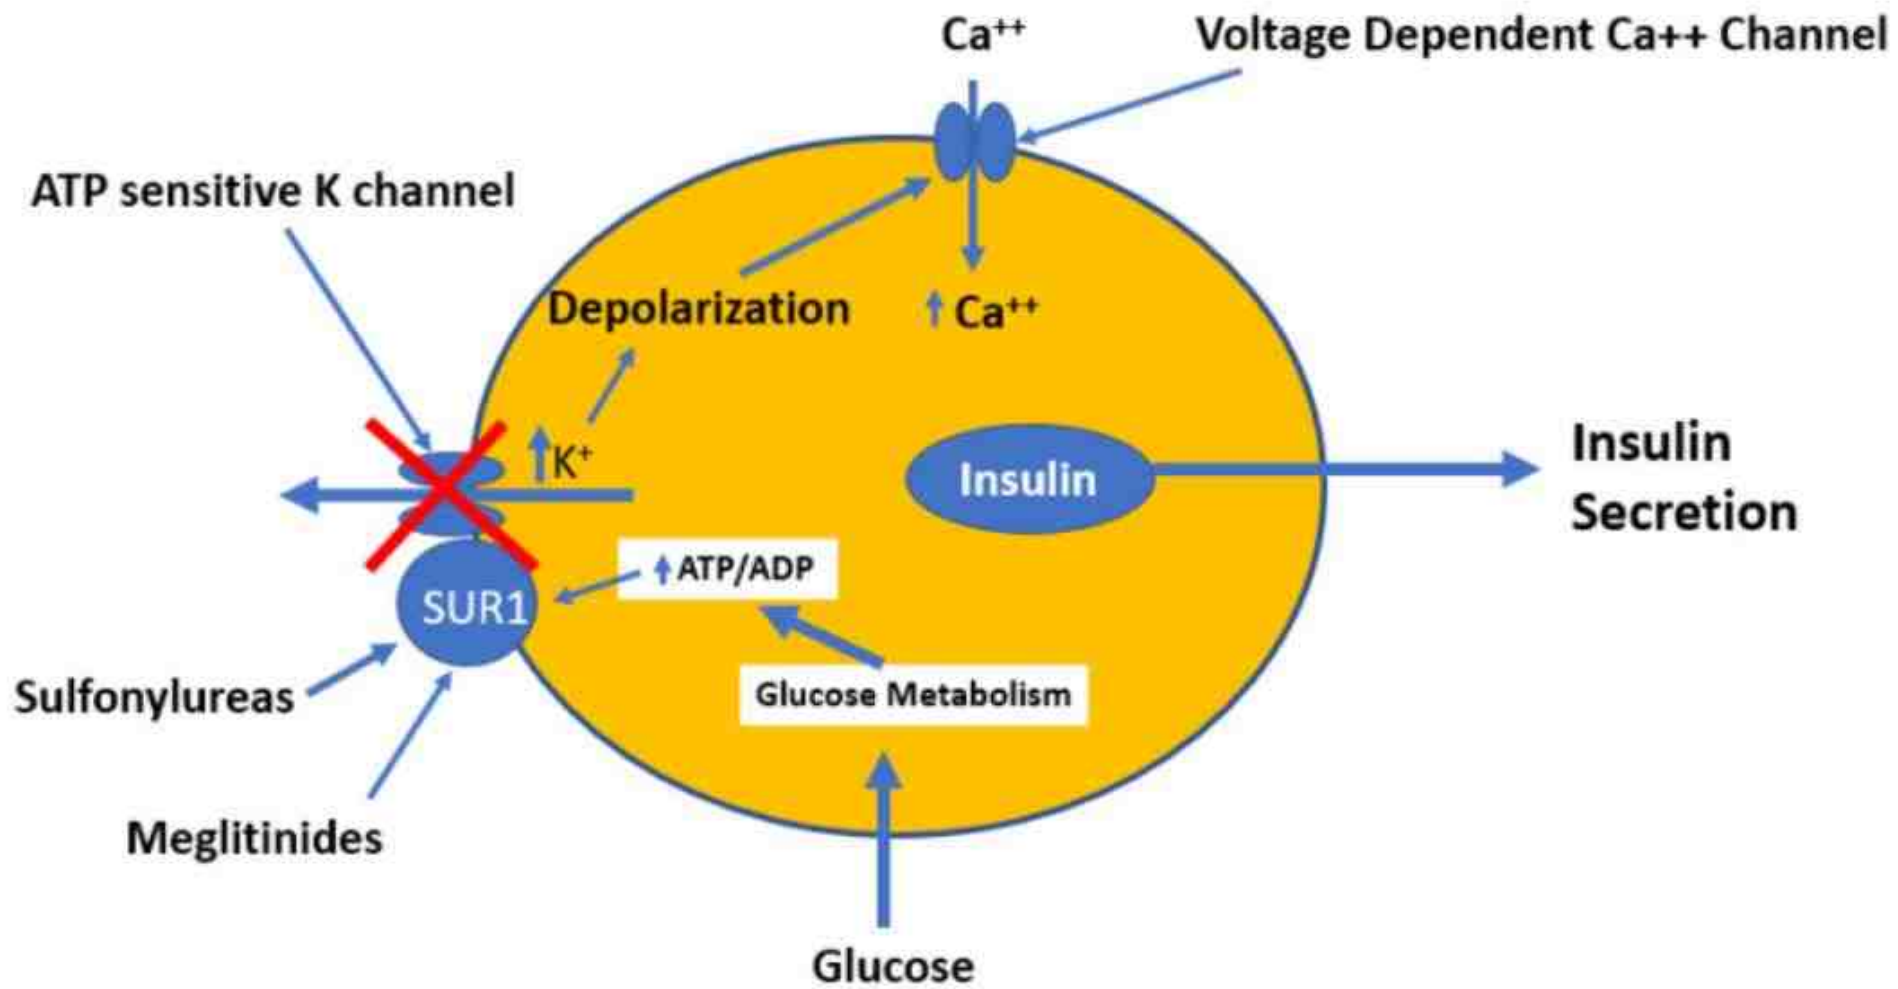 Ca⁺⁺
Voltage Dependent Ca++ Channel
ATP sensitive K channel
Depolarization
Ca⁺⁺
K⁺
Insulin
Insulin
Secretion
ATP/ADP
SUR1
Sulfonylureas
Glucose Metabolism
Meglitinides
Glucose